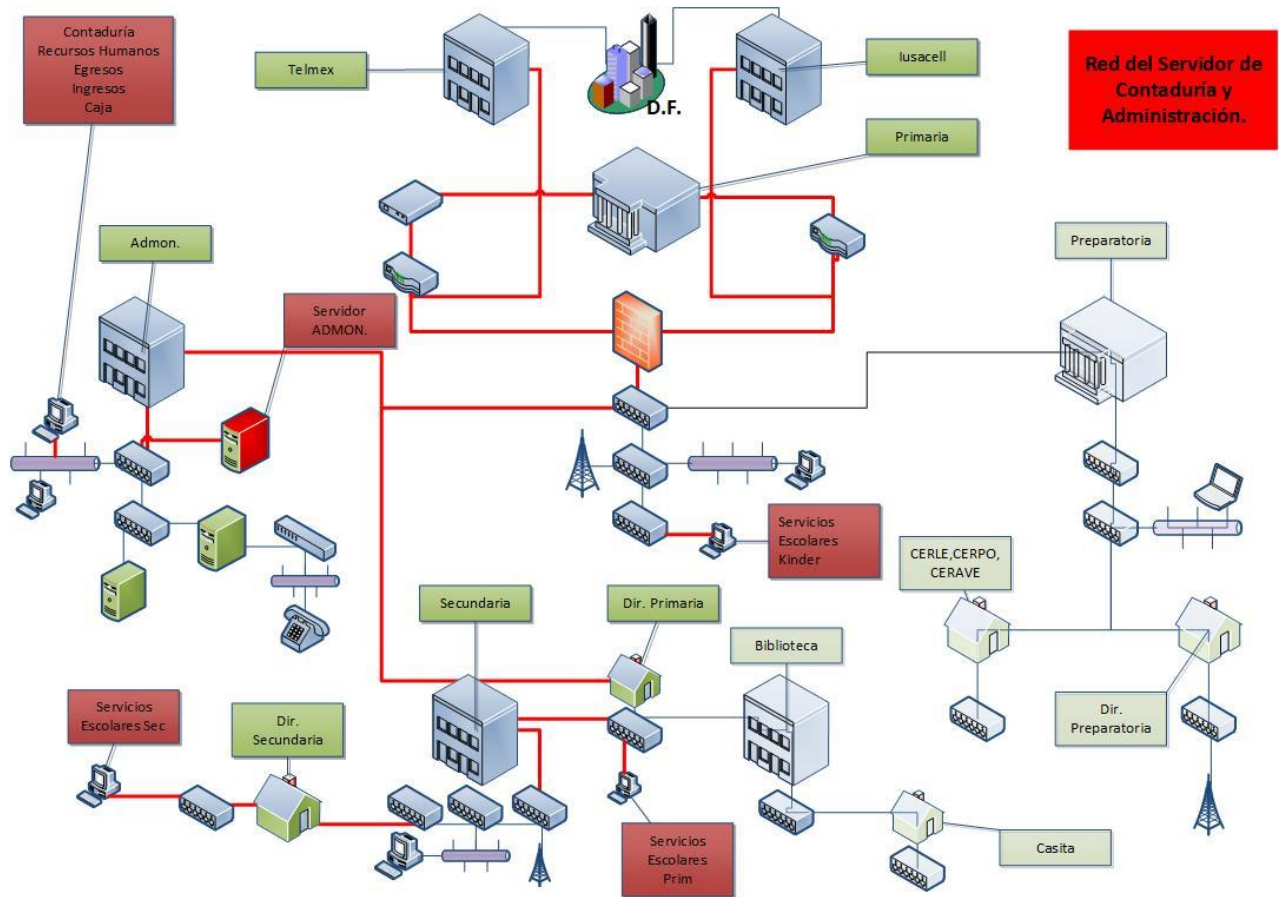 Contaduría
Recursos Humanos
Egresos
Ingresos
Caja
Telmex
D.F.
Iusacell
Red del Servidor de
Contaduría y
Administración.
Primaria
Admon.
Preparatoria
Servidor
ADMON.
Servicios
Escolares
Kinder
CERLE,CERPO,
CERAVE
Secundaria
Dir. Primaria
Biblioteca
Servicios
Escolares Sec
Dir.
Secundaria
Dir.
Preparatoria
Servicios
Escolares
Prim
Casita